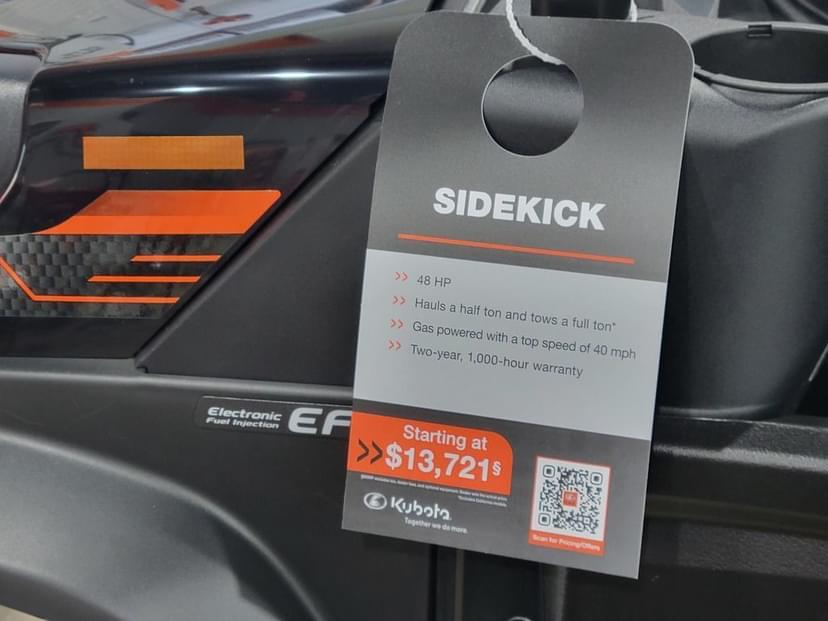 SIDEKICK
>> 48 HP
>> Hauls a half ton and tows a full ton*
>> Gas powered with a top speed of 40 mph
>> Two-year, 1,000-hour warranty
Electronic
Fuel Injection
EF
Starting at
>>$13,721§
Kubota
Together we do more.
Scan for Pricing/Offers